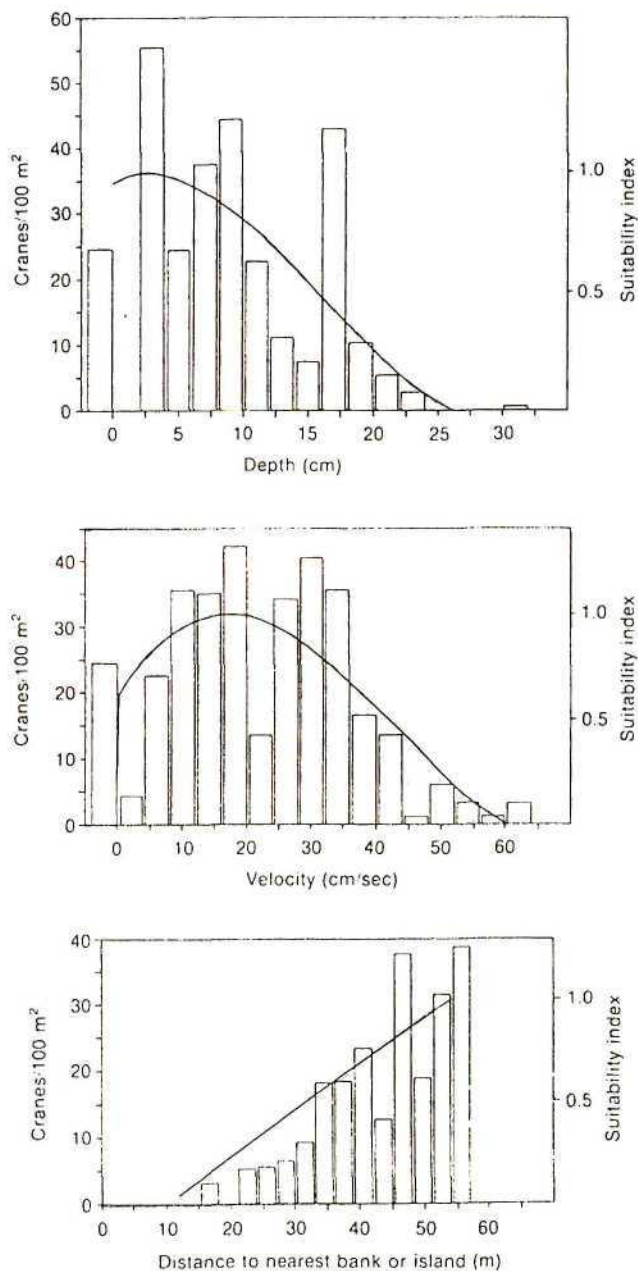 60
50
40
30
20
10
0
Cranes/100 m²
1.0
0.5
Suitability index
0 5 10 15 20 25 30
Depth (cm)
40
30
20
10
0
Cranes/100 m²
1.0
0.5
Suitability index
0 10 20 30 40 50 60
Velocity (cm/sec)
40
30
20
10
0
Cranes/100 m²
1.0
0.5
Suitability index
0 10 20 30 40 50 60
Distance to nearest bank or island (m)